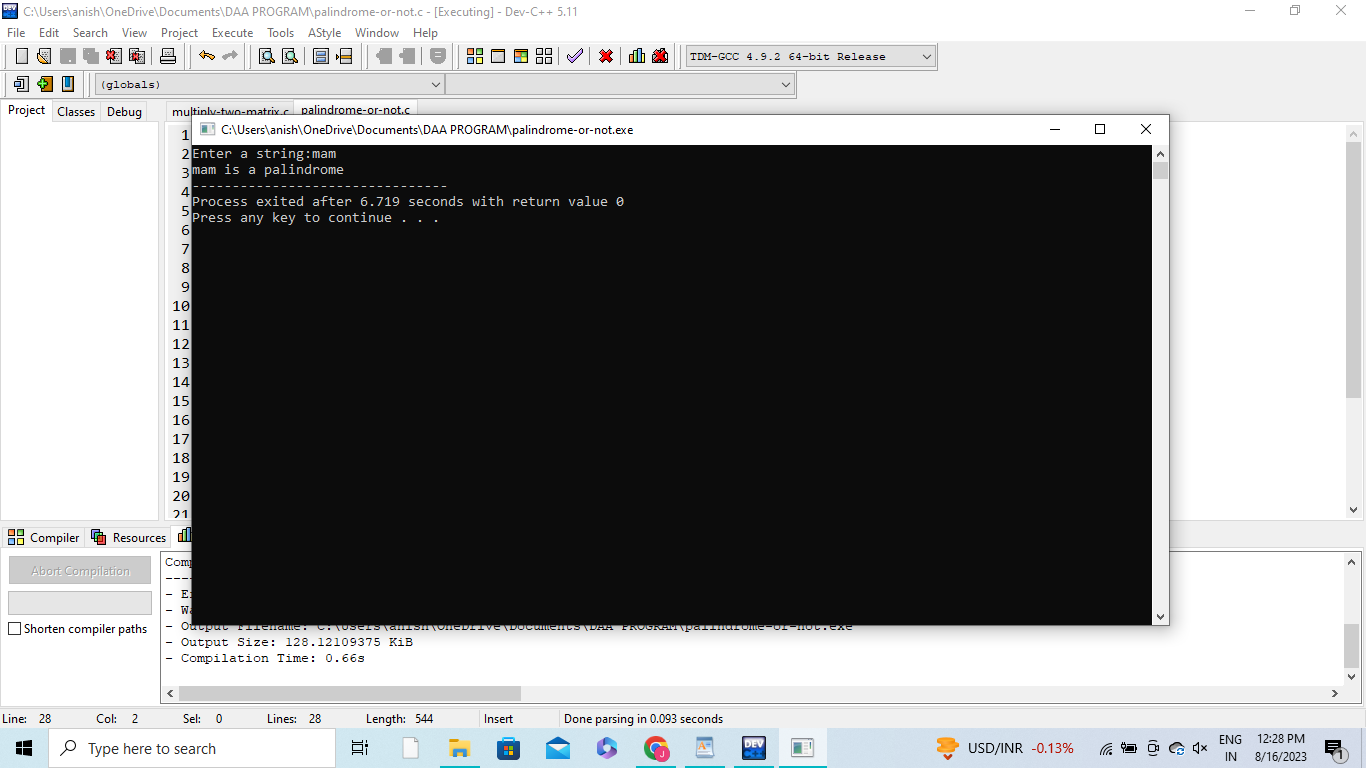 C:\Users\anish\OneDrive\Documents\DAA PROGRAM\palindrome-or-not.c - [Executing] - Dev-C++ 5.11
File Edit Search View Project Execute Tools AStyle Window Help
TDM-GCC 4.9.2 64-bit Release
(globals)
Project Classes Debug
multiply-two-matrix.c palindrome-or-not.c
C:\Users\anish\OneDrive\Documents\DAA PROGRAM\palindrome-or-not.exe
Enter a string:mam
mam is a palindrome
--------------------------------
Process exited after 6.719 seconds with return value 0
Press any key to continue . . .
1
2
3
4
5
6
7
8
9
10
11
12
13
14
15
16
17
18
19
20
21
Compiler Resources
Abort Compilation
Shorten compiler paths
- Output Filename: C:\Users\anish\OneDrive\Documents\DAA PROGRAM\palindrome-or-not.exe
- Output Size: 128.12109375 KiB
- Compilation Time: 0.66s
Line: 28 Col: 2 Sel: 0 Lines: 28 Length: 544 Insert Done parsing in 0.093 seconds
Type here to search
DEV
USD/INR -0.13%
ENG
IN
12:28 PM
8/16/2023
1